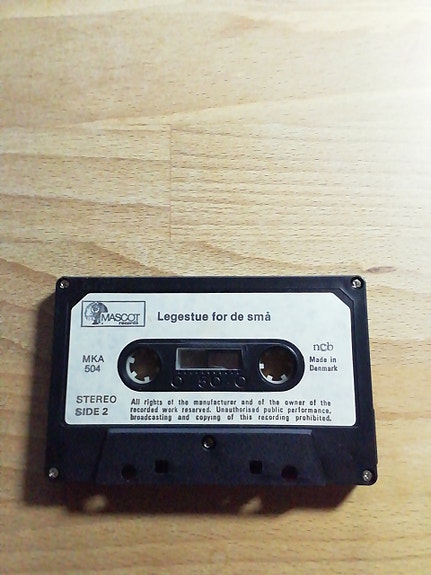 MASCOT
records
Legestue for de små
MKA
504
ncb
Made in
Denmark
STEREO
SIDE 2
All rights of the manufacturer and of the owner of the
recorded work reserved. Unauthorised public performance,
broadcasting and copying of this recording prohibited.